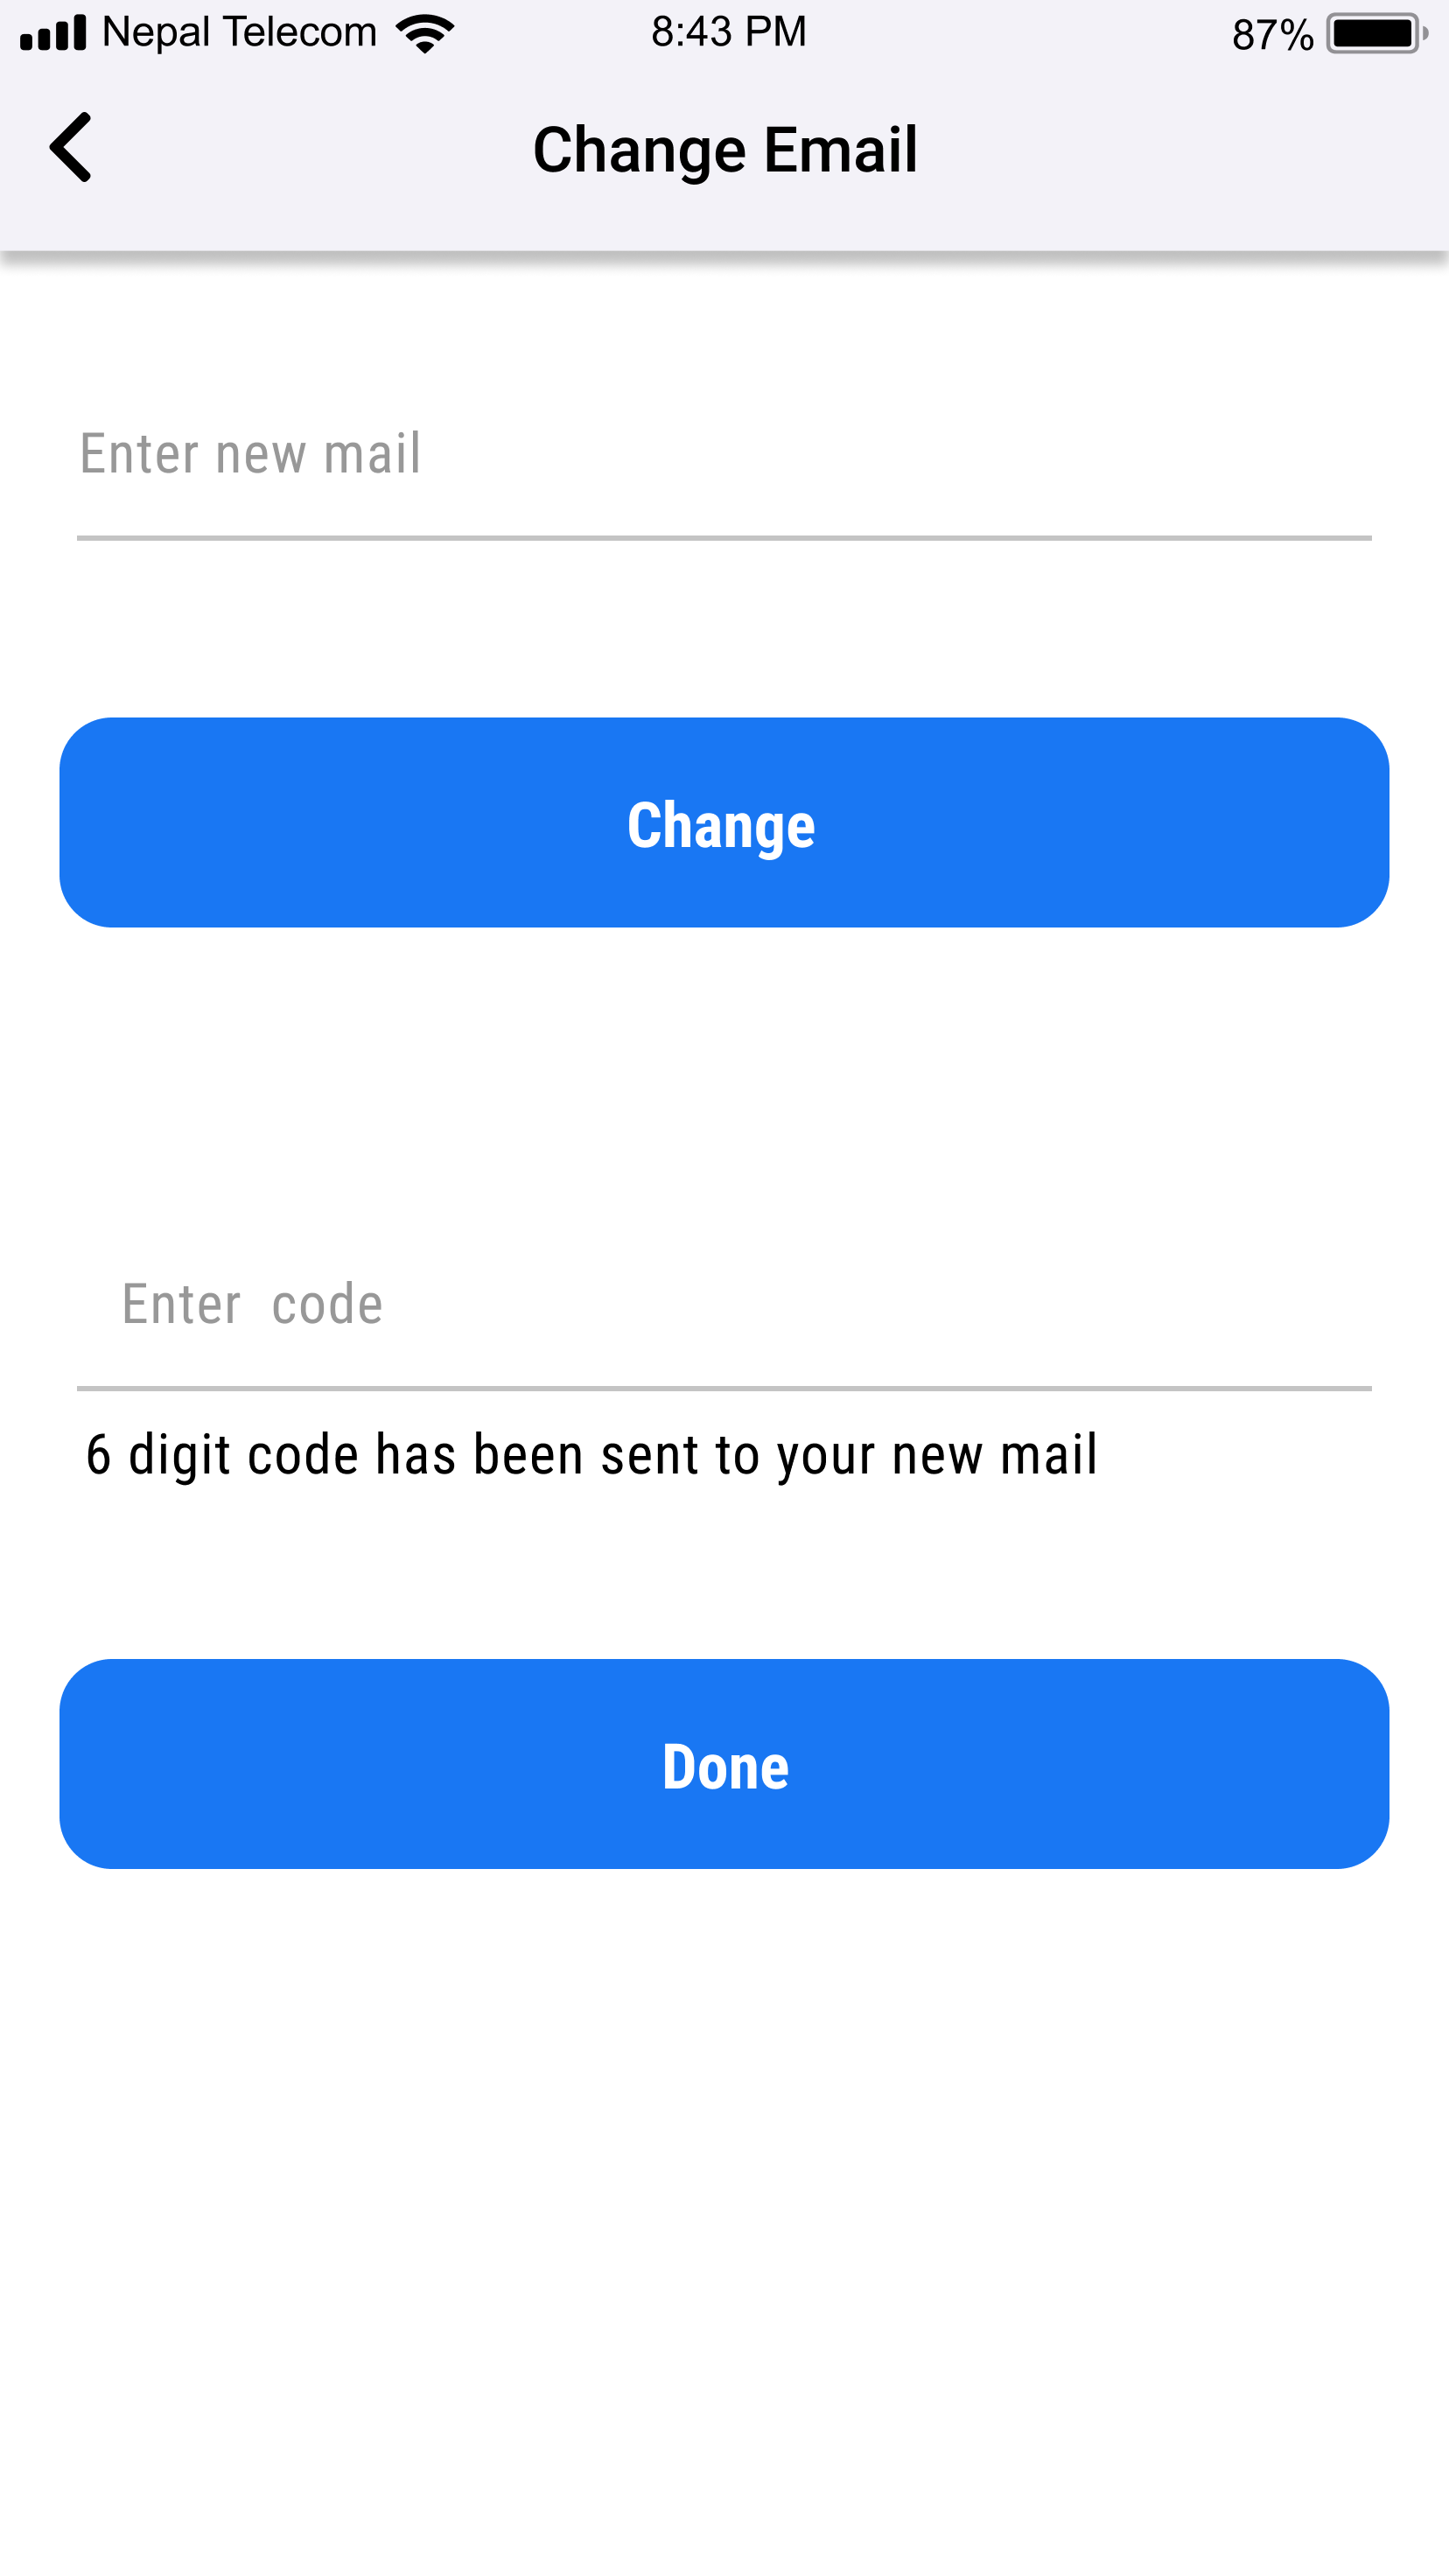 Nepal Telecom 8:43 PM 87%
Change Email
Enter new mail
Change
Enter code
6 digit code has been sent to your new mail
Done